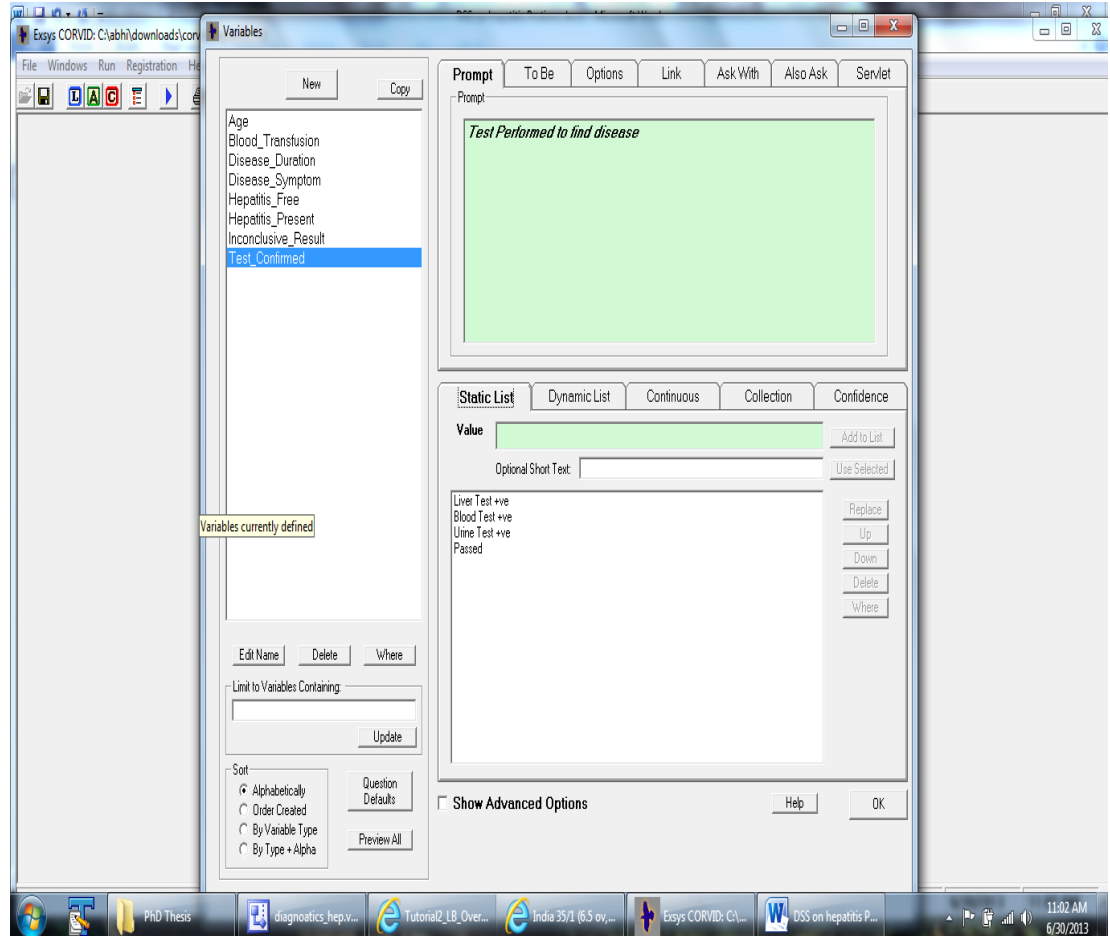 Exsys CORVID: C:\abhi\downloads\corv
Variables
File Windows Run Registration He
L A C
New
Copy
Age
Blood_Transfusion
Disease_Duration
Disease_Symptom
Hepatitis_Free
Hepatitis_Present
Inconclusive_Result
Test_Confirmed
Variables currently defined
Edit Name
Delete
Where
Limit to Variables Containing:
Update
Sort
Alphabetically
Order Created
By Variable Type
By Type + Alpha
Question Defaults
Preview All
Prompt
To Be
Options
Link
Ask With
Also Ask
Servlet
Prompt
Test Performed to find disease
Static List
Dynamic List
Continuous
Collection
Confidence
Value
Add to List
Optional Short Text:
Use Selected
Liver Test +ve
Blood Test +ve
Urine Test +ve
Passed
Replace
Up
Down
Delete
Where
Show Advanced Options
Help
OK
PhD Thesis
diagnoatics_hep.v...
Tutorial2_LB_Over...
India 35/1 (6.5 ov,...
Exsys CORVID: C:\...
DSS on hepatitis P...
11:02 AM
6/30/2013